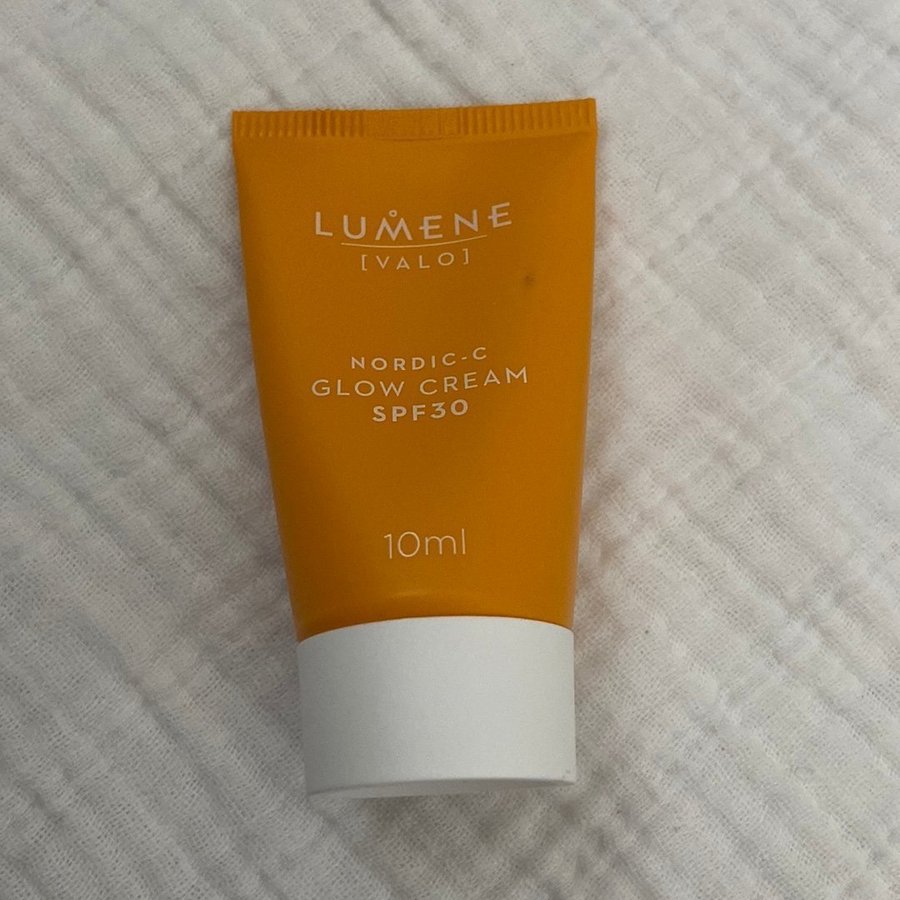 LUMENE
[VALO]
NORDIC-C
GLOW CREAM
SPF30
10ml